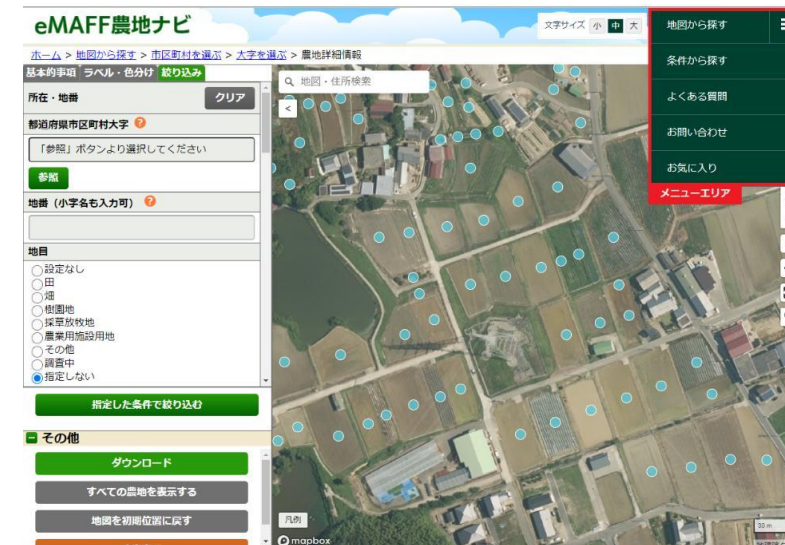 eMAFF農地ナビ
文字サイズ 小 中 大
地図から探す
条件から探す
よくある質問
お問い合わせ
お気に入り
メニューエリア
ホーム > 地図から探す > 市区町村を選ぶ > 大字を選ぶ > 農地詳細情報
基本的事項 ラベル・色分け 絞り込み
所在・地番 クリア
都道府県市区町村大字 ?
「参照」ボタンより選択してください
参照
地番（小字名も入力可） ?
地目
設定なし
田
畑
樹園地
採草放牧地
農業用施設用地
その他
調査中
指定しない
指定した条件で絞り込む
その他
ダウンロード
すべての農地を表示する
地図を初期位置に戻す
地図・住所検索
<
凡例
mapbox
30 m